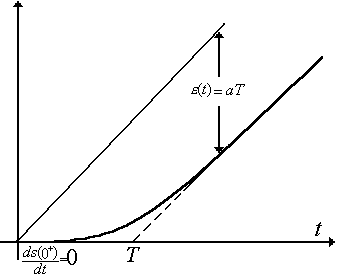 ε(t) = aT
t
ds(0⁺)/dt=0
T